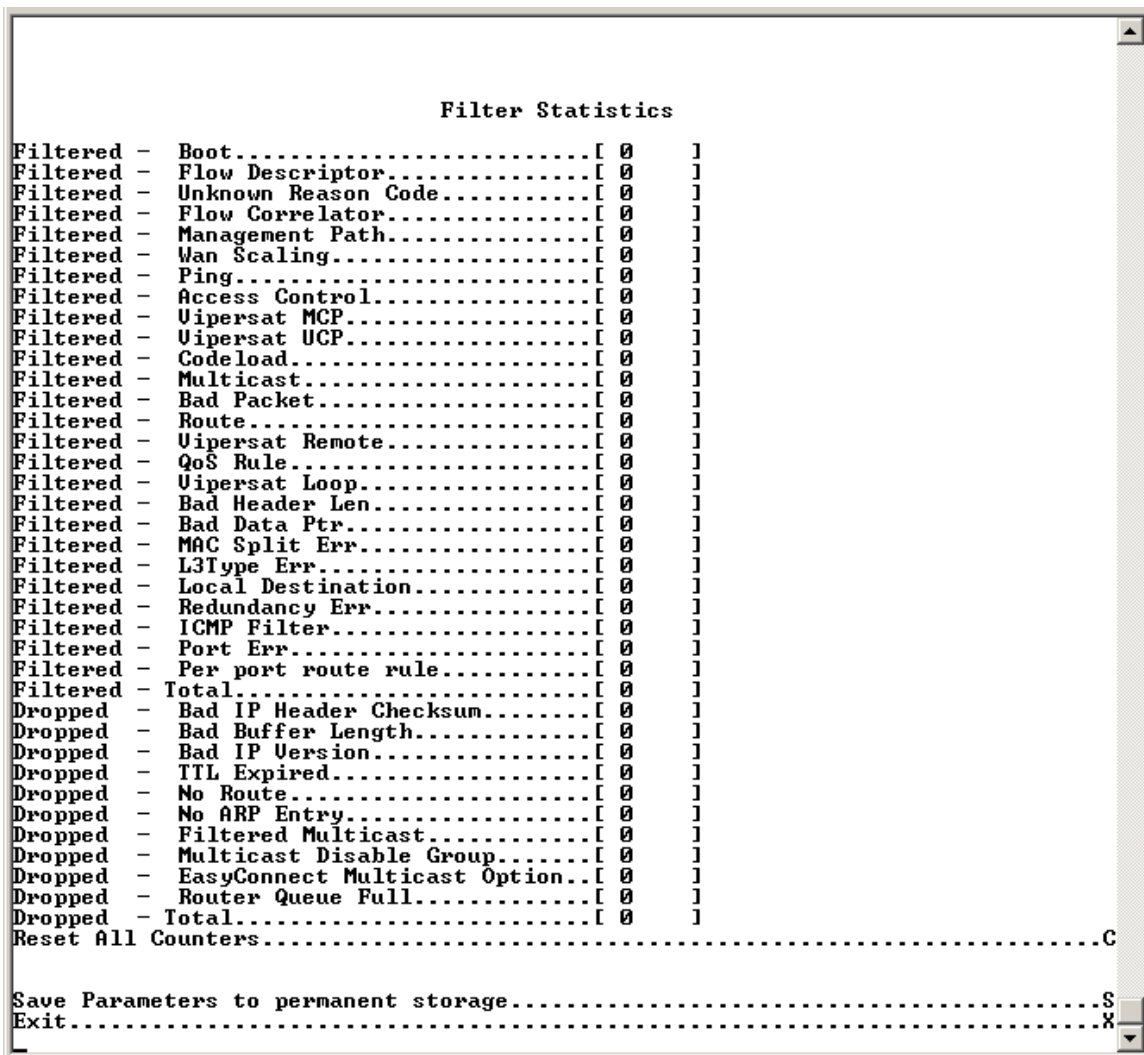 Filter Statistics
Filtered -  Boot..........................[ 0    ]
Filtered -  Flow Descriptor...............[ 0    ]
Filtered -  Unknown Reason Code...........[ 0    ]
Filtered -  Flow Correlator...............[ 0    ]
Filtered -  Management Path...............[ 0    ]
Filtered -  Wan Scaling...................[ 0    ]
Filtered -  Ping..........................[ 0    ]
Filtered -  Access Control................[ 0    ]
Filtered -  Vipersat MCP..................[ 0    ]
Filtered -  Vipersat UCP..................[ 0    ]
Filtered -  Codeload......................[ 0    ]
Filtered -  Multicast.....................[ 0    ]
Filtered -  Bad Packet....................[ 0    ]
Filtered -  Route.........................[ 0    ]
Filtered -  Vipersat Remote...............[ 0    ]
Filtered -  QoS Rule......................[ 0    ]
Filtered -  Vipersat Loop.................[ 0    ]
Filtered -  Bad Header Len................[ 0    ]
Filtered -  Bad Data Ptr..................[ 0    ]
Filtered -  MAC Split Err.................[ 0    ]
Filtered -  L3Type Err....................[ 0    ]
Filtered -  Local Destination.............[ 0    ]
Filtered -  Redundancy Err................[ 0    ]
Filtered -  ICMP Filter...................[ 0    ]
Filtered -  Port Err......................[ 0    ]
Filtered -  Per port route rule...........[ 0    ]
Filtered - Total..........................[ 0    ]
Dropped  -  Bad IP Header Checksum........[ 0    ]
Dropped  -  Bad Buffer Length.............[ 0    ]
Dropped  -  Bad IP Version................[ 0    ]
Dropped  -  TTL Expired...................[ 0    ]
Dropped  -  No Route......................[ 0    ]
Dropped  -  No ARP Entry..................[ 0    ]
Dropped  -  Filtered Multicast............[ 0    ]
Dropped  -  Multicast Disable Group.......[ 0    ]
Dropped  -  EasyConnect Multicast Option..[ 0    ]
Dropped  -  Router Queue Full.............[ 0    ]
Dropped  - Total..........................[ 0    ]
Reset All Counters.............................................................C
Save Parameters to permanent storage...........................................S
Exit...........................................................................X